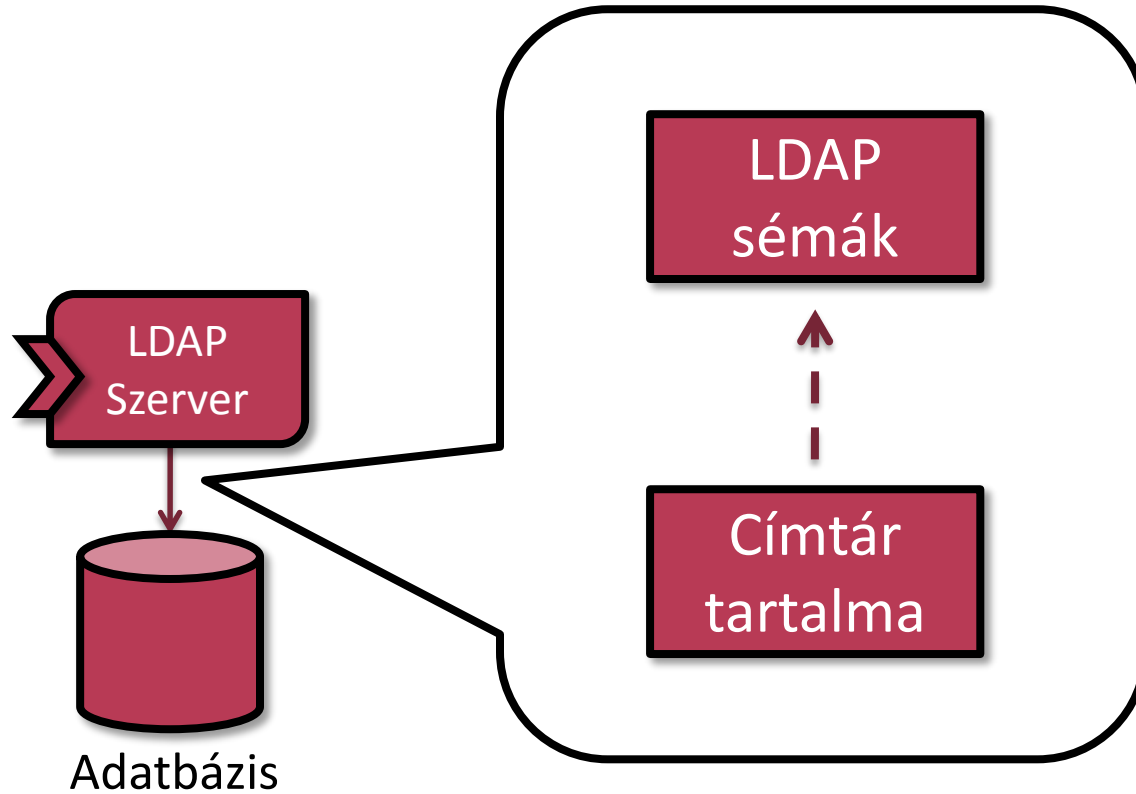 LDAP
Szerver
Adatbázis
LDAP
sémák
Címtár
tartalma